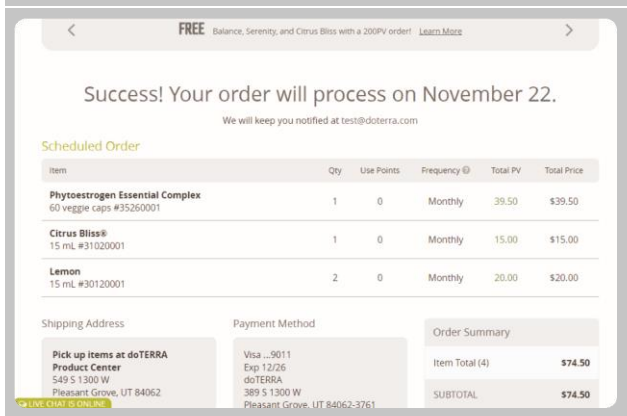 FREE Balance, Serenity, and Citrus Bliss with a 200PV order! Learn More
Success! Your order will process on November 22.
We will keep you notified at test@doterra.com
Scheduled Order
Item Qty Use Points Frequency Total PV Total Price
Phytoestrogen Essential Complex
60 veggie caps #35260001
1 0 Monthly 39.50 $39.50
Citrus Bliss®
15 mL #31020001
1 0 Monthly 15.00 $15.00
Lemon
15 mL #30120001
2 0 Monthly 20.00 $20.00
Shipping Address
Pick up items at doTERRA
Product Center
549 S 1300 W
Pleasant Grove, UT 84062
Payment Method
Visa ...9011
Exp 12/26
doTERRA
389 S 1300 W
Pleasant Grove, UT 84062-3761
Order Summary
Item Total (4) $74.50
SUBTOTAL $74.50
LIVE CHAT IS ONLINE